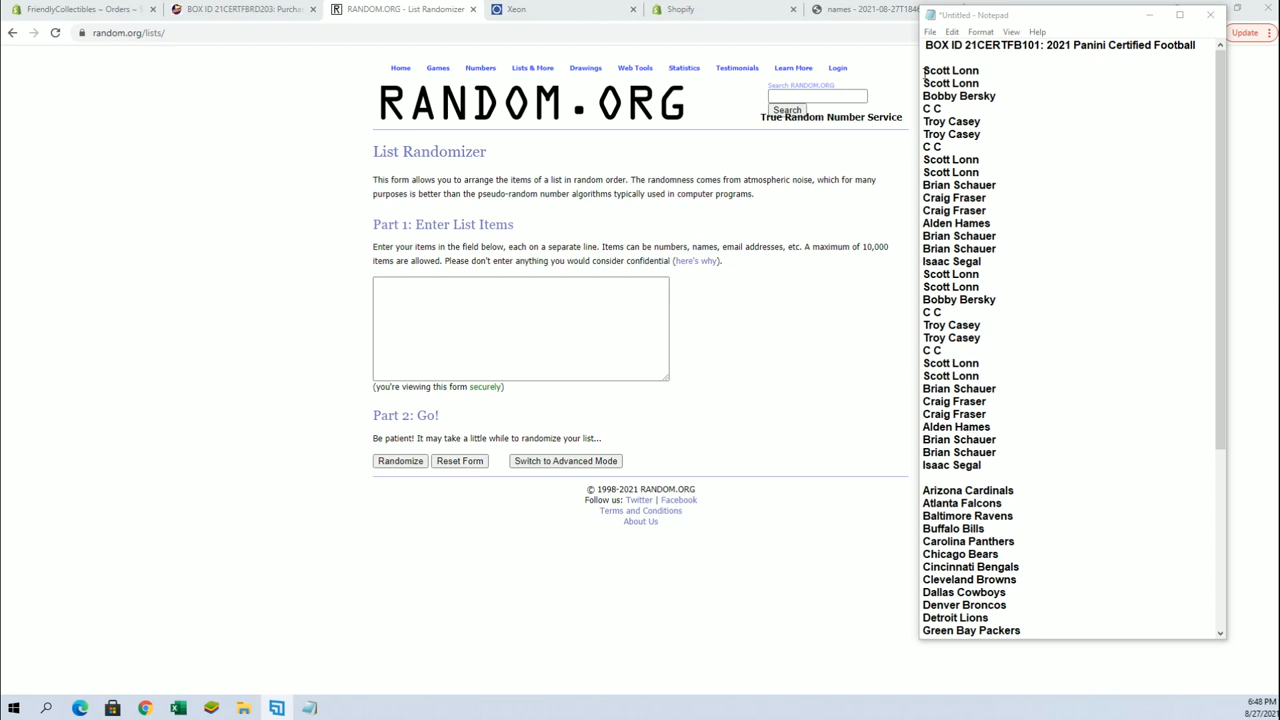 FriendlyCollectibles ~ Orders ~ S
BOX ID 21CERTFBRD203: Purcha
RANDOM.ORG - List Randomizer
Xeon
Shopify
names - 2021-08-27T1846
random.org/lists/
Update
Home Games Numbers Lists & More Drawings Web Tools Statistics Testimonials Learn More Login
Search RANDOM.ORG
Search
RANDOM.ORG
True Random Number Service
List Randomizer
This form allows you to arrange the items of a list in random order. The randomness comes from atmospheric noise, which for many
purposes is better than the pseudo-random number algorithms typically used in computer programs.
Part 1: Enter List Items
Enter your items in the field below, each on a separate line. Items can be numbers, names, email addresses, etc. A maximum of 10,000
items are allowed. Please don't enter anything you would consider confidential (here's why).
(you're viewing this form securely)
Part 2: Go!
Be patient! It may take a little while to randomize your list...
Randomize Reset Form Switch to Advanced Mode
© 1998-2021 RANDOM.ORG
Follow us: Twitter | Facebook
Terms and Conditions
About Us
*Untitled - Notepad
File Edit Format View Help
BOX ID 21CERTFB101: 2021 Panini Certified Football
Scott Lonn
Scott Lonn
Bobby Bersky
C C
Troy Casey
Troy Casey
C C
Scott Lonn
Scott Lonn
Brian Schauer
Craig Fraser
Craig Fraser
Alden Hames
Brian Schauer
Brian Schauer
Isaac Segal
Scott Lonn
Scott Lonn
Bobby Bersky
C C
Troy Casey
Troy Casey
C C
Scott Lonn
Scott Lonn
Brian Schauer
Craig Fraser
Craig Fraser
Alden Hames
Brian Schauer
Brian Schauer
Isaac Segal
Arizona Cardinals
Atlanta Falcons
Baltimore Ravens
Buffalo Bills
Carolina Panthers
Chicago Bears
Cincinnati Bengals
Cleveland Browns
Dallas Cowboys
Denver Broncos
Detroit Lions
Green Bay Packers
6:48 PM
8/27/2021